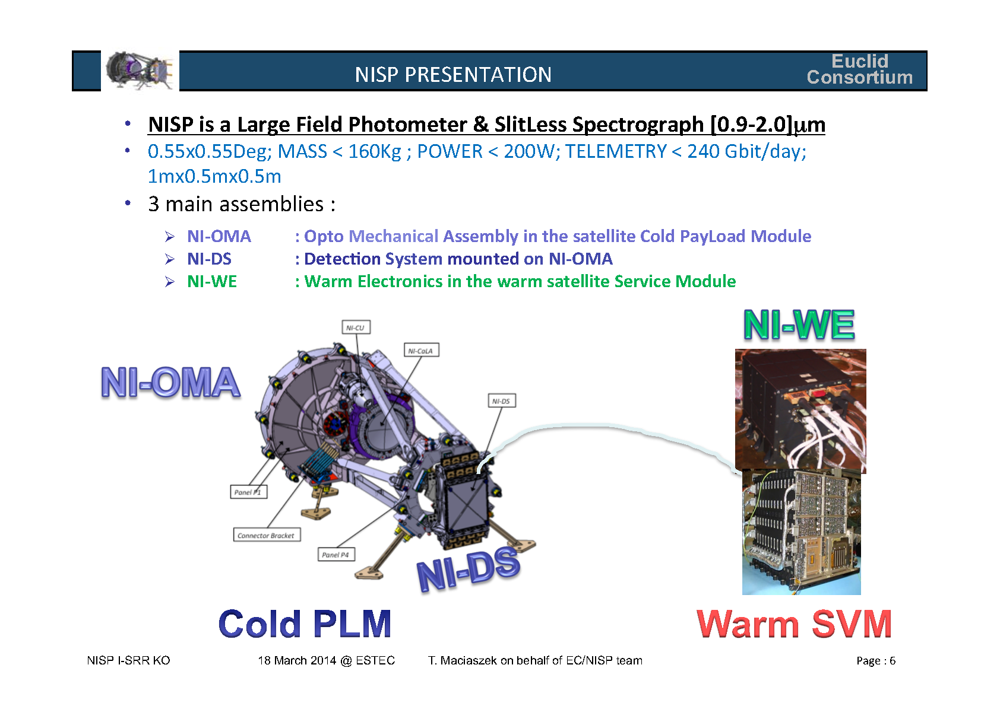 NISP PRESENTATION
Euclid
Consortium
• NISP is a Large Field Photometer & SlitLess Spectrograph [0.9-2.0]μm
• 0.55x0.55Deg; MASS < 160Kg ; POWER < 200W; TELEMETRY < 240 Gbit/day;
1mx0.5mx0.5m
• 3 main assemblies :
➢ NI-OMA : Opto Mechanical Assembly in the satellite Cold PayLoad Module
➢ NI-DS : Detection System mounted on NI-OMA
➢ NI-WE : Warm Electronics in the warm satellite Service Module
NI-WE
NI-CU
NI-CaLA
NI-OMA
NI-DS
Panel P1
Connector Bracket
Panel P4
NI-DS
Cold PLM
Warm SVM
NISP I-SRR KO 18 March 2014 @ ESTEC T. Maciaszek on behalf of EC/NISP team Page : 6